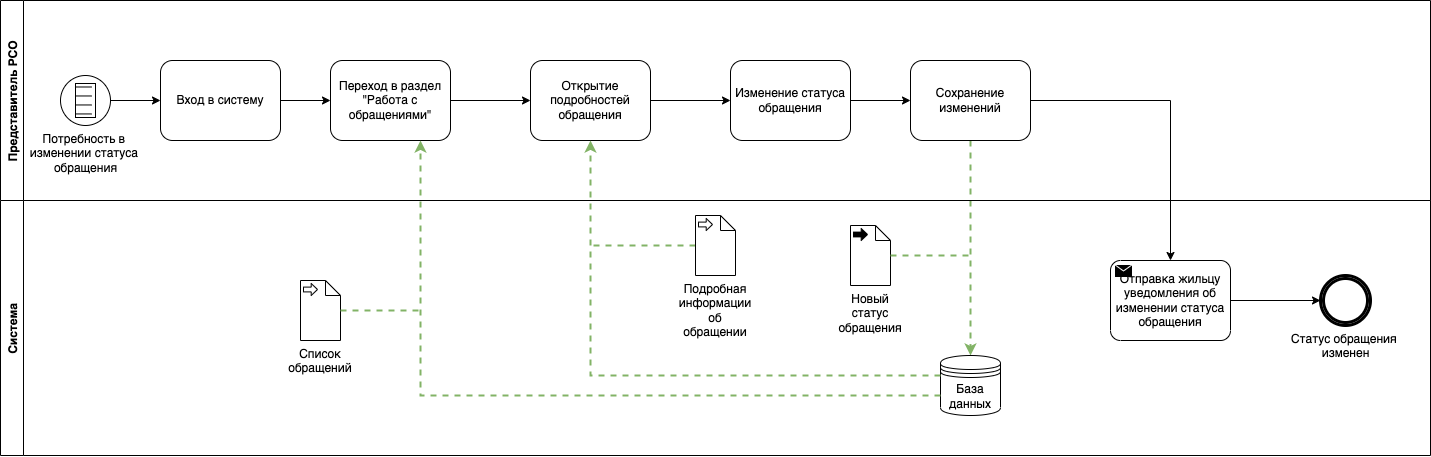 Представитель РСО
Потребность в
изменении статуса
обращения
Вход в систему
Переход в раздел
"Работа с
обращениями"
Открытие
подробностей
обращения
Изменение статуса
обращения
Сохранение
изменений
Система
Список
обращений
Подробная
информации
об
обращении
Новый
статус
обращения
База
данных
Отправка жильцу
уведомления об
изменении статуса
обращения
Статус обращения
изменен